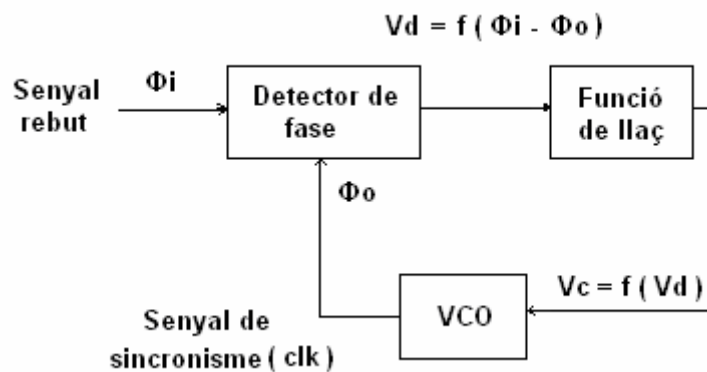 Vd = f ( Φi - Φo )
Senyal
rebut
Φi
Detector de
fase
Funció
de llaç
Φo
Vc = f ( Vd )
VCO
Senyal de
sincronisme ( clk )